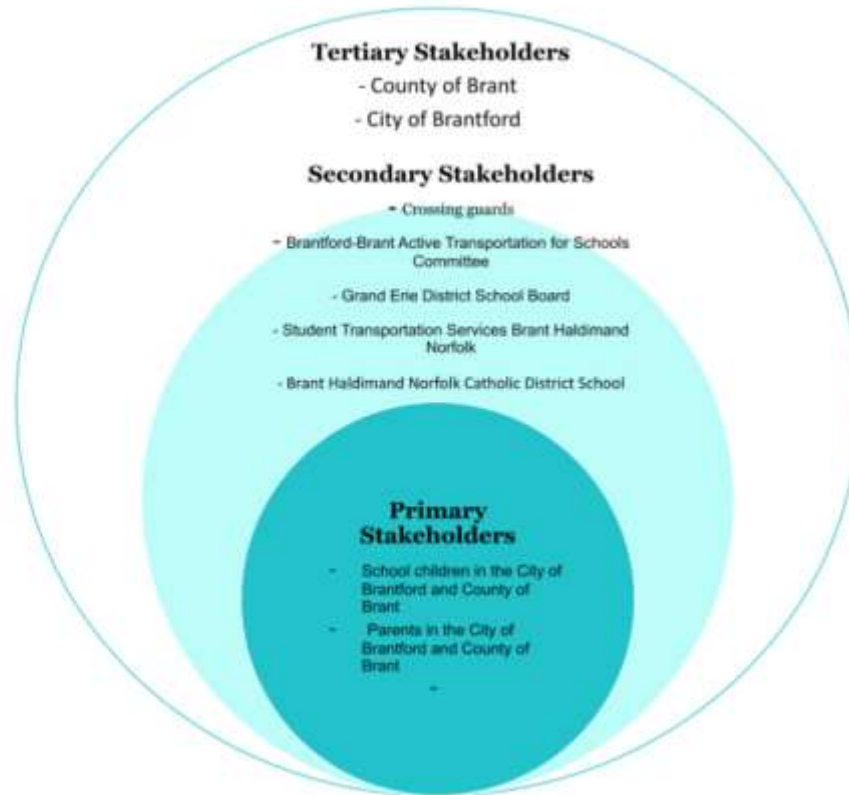 Tertiary Stakeholders
- County of Brant
- City of Brantford
Secondary Stakeholders
- Crossing guards
- Brantford-Brant Active Transportation for Schools
Committee
- Grand Erie District School Board
- Student Transportation Services Brant Haldimand
Norfolk
- Brant Haldimand Norfolk Catholic District School
Primary
Stakeholders
- School children in the City of
Brantford and County of
Brant
- Parents in the City of
Brantford and County of
Brant
-